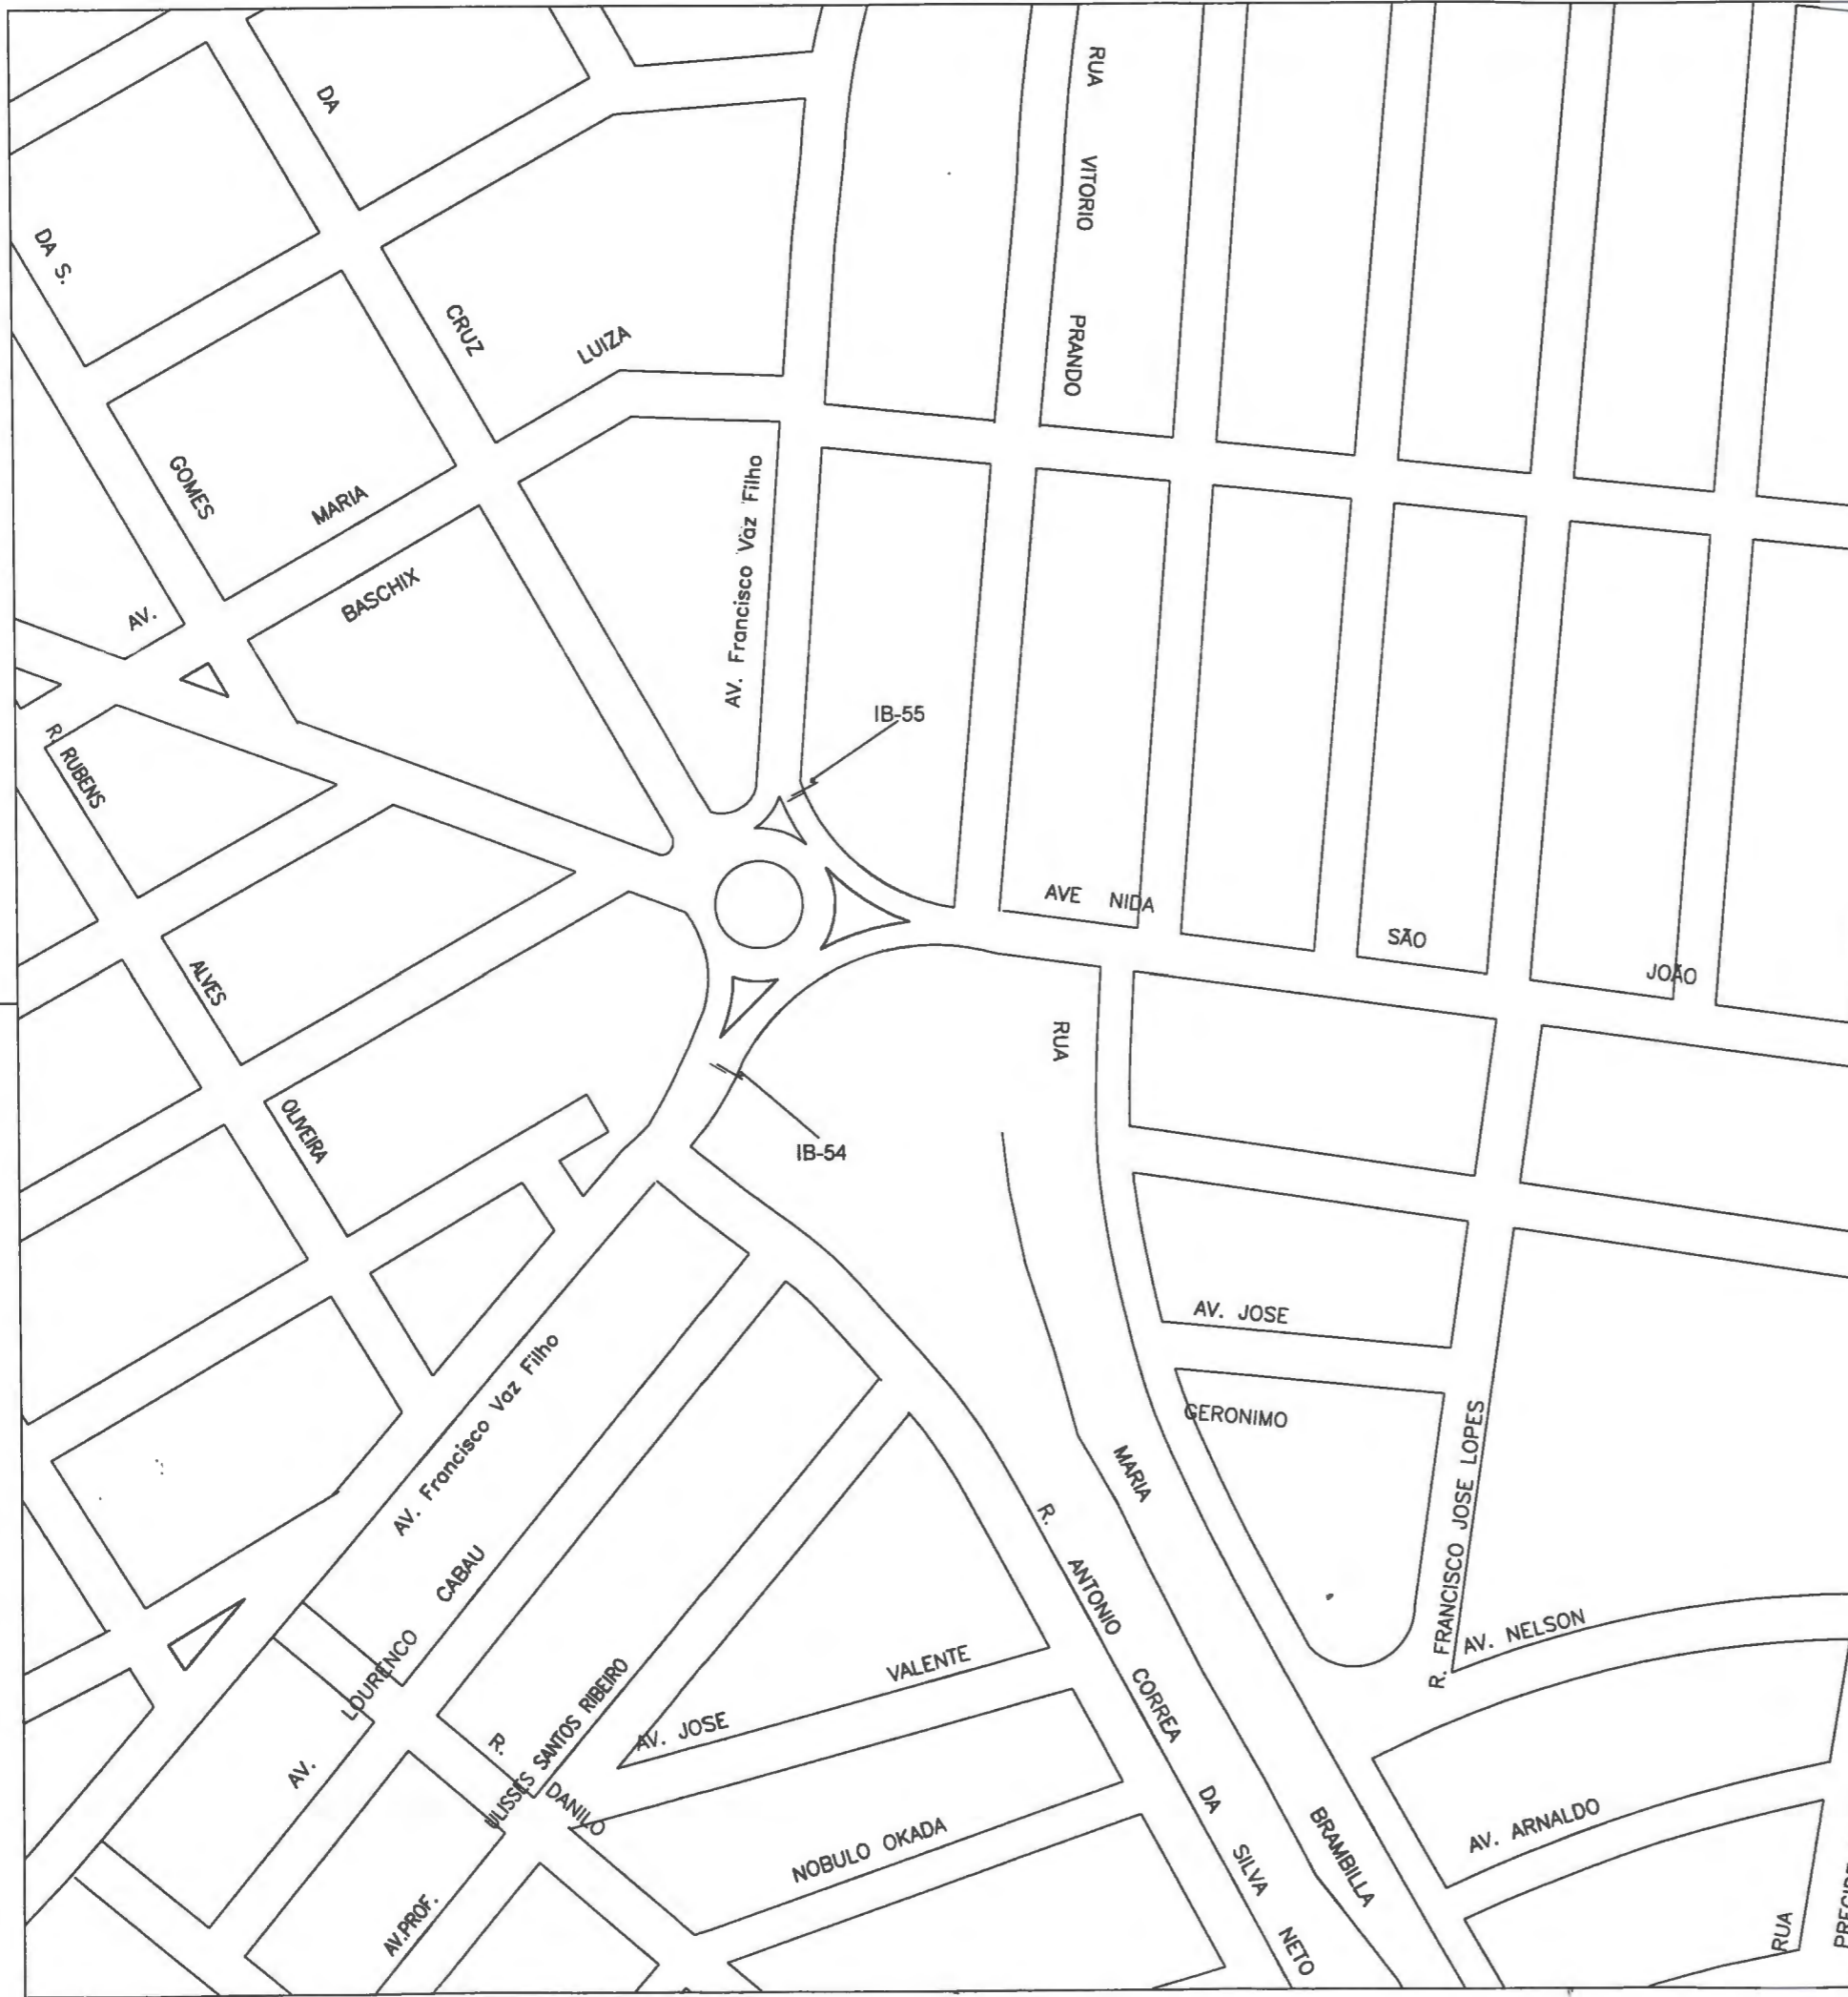 RUA VITORIO PRANDO
DA
CRUZ
DA S.
GOMES
LUIZA
MARIA
BASCHIX
AV.
AV. Francisco Vaz Filho
IB-55
R. RUBENS
ALVES
OLIVEIRA
AVE NIDA
SÃO
JOÃO
RUA
IB-54
AV. JOSE
GERONIMO
AV. Francisco Vaz Filho
CABAU
LOURENCO
AV.
MARIA
BRAMBILLA
R. ANTONIO CORREA DA SILVA NETO
R. FRANCISCO JOSE LOPES
AV. NELSON
VALENTE
AV. JOSE
ULISSES SANTOS RIBEIRO
R.
DANILO
NOBULO OKADA
AV.PROF.
AV. ARNALDO
RUA